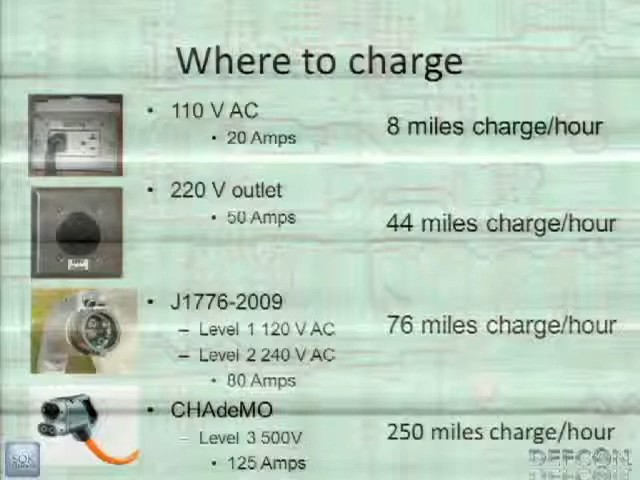 Where to charge
• 110 V AC
• 20 Amps
8 miles charge/hour
• 220 V outlet
• 50 Amps
44 miles charge/hour
• J1776-2009
– Level 1 120 V AC
– Level 2 240 V AC
• 80 Amps
76 miles charge/hour
• CHAdeMO
– Level 3 500V
• 125 Amps
250 miles charge/hour
DEFCON